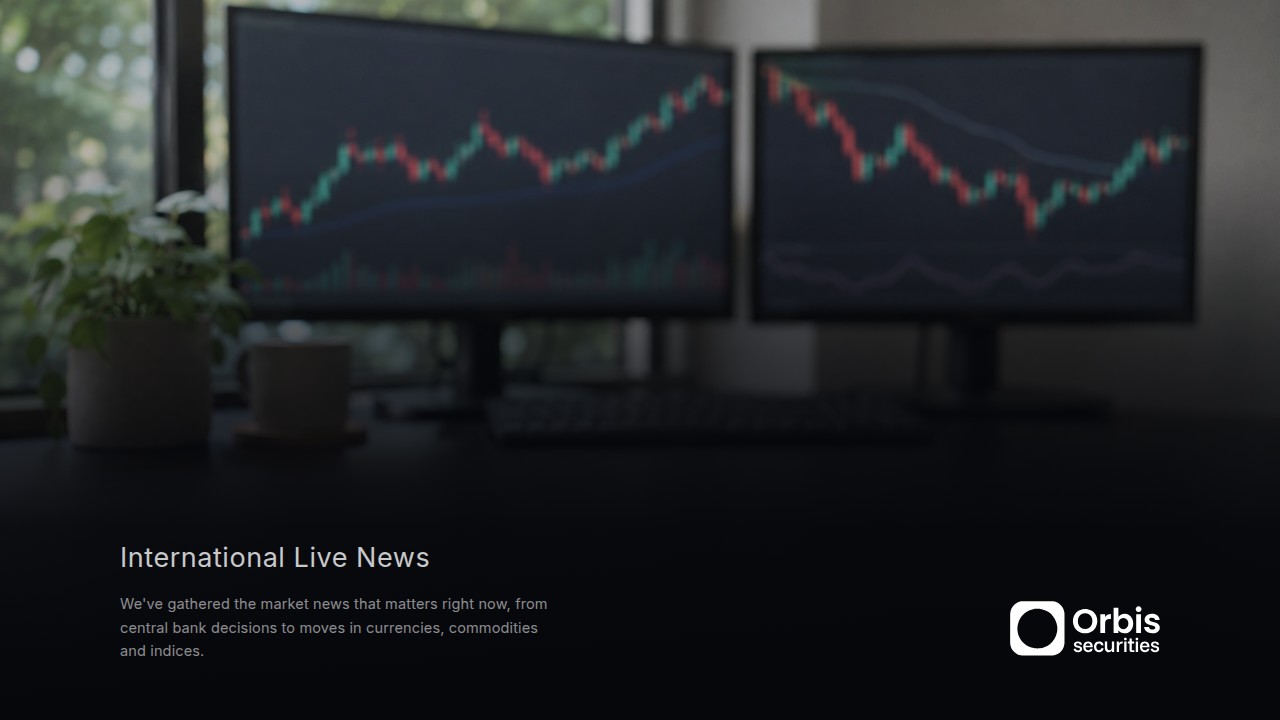 International Live News
We've gathered the market news that matters right now, from
central bank decisions to moves in currencies, commodities
and indices.
Orbis
securities